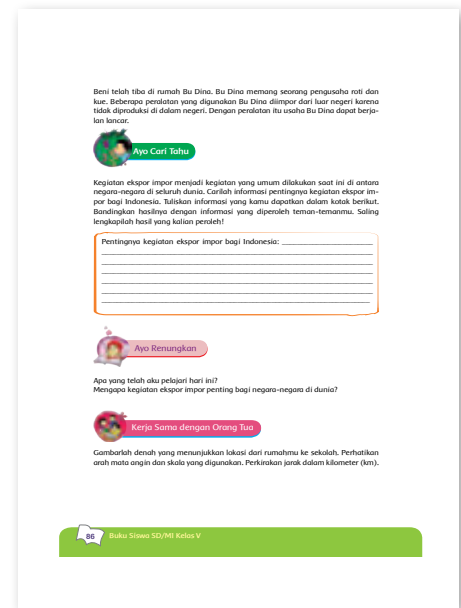 Beni telah tiba di rumah Bu Dina. Bu Dina memang seorang pengusaha roti dan
kue. Beberapa peralatan yang digunakan Bu Dina diimpor dari luar negeri karena
tidak diproduksi di dalam negeri. Dengan peralatan itu usaha Bu Dina dapat berja-
lan lancar.
Ayo Cari Tahu
Kegiatan ekspor impor menjadi kegiatan yang umum dilakukan saat ini di antara
negara-negara di seluruh dunia. Carilah informasi pentingnya kegiatan ekspor im-
por bagi Indonesia. Tuliskan informasi yang kamu dapatkan dalam kotak berikut.
Bandingkan hasilnya dengan informasi yang diperoleh teman-temanmu. Saling
lengkapilah hasil yang kalian peroleh!
Pentingnya kegiatan ekspor impor bagi Indonesia:
Ayo Renungkan
Apa yang telah aku pelajari hari ini?
Mengapa kegiatan ekspor impor penting bagi negara-negara di dunia?
Kerja Sama dengan Orang Tua
Gambarlah denah yang menunjukkan lokasi dari rumahmu ke sekolah. Perhatikan
arah mata angin dan skala yang digunakan. Perkirakan jarak dalam kilometer (km).
86 Buku Siswa SD/MI Kelas V